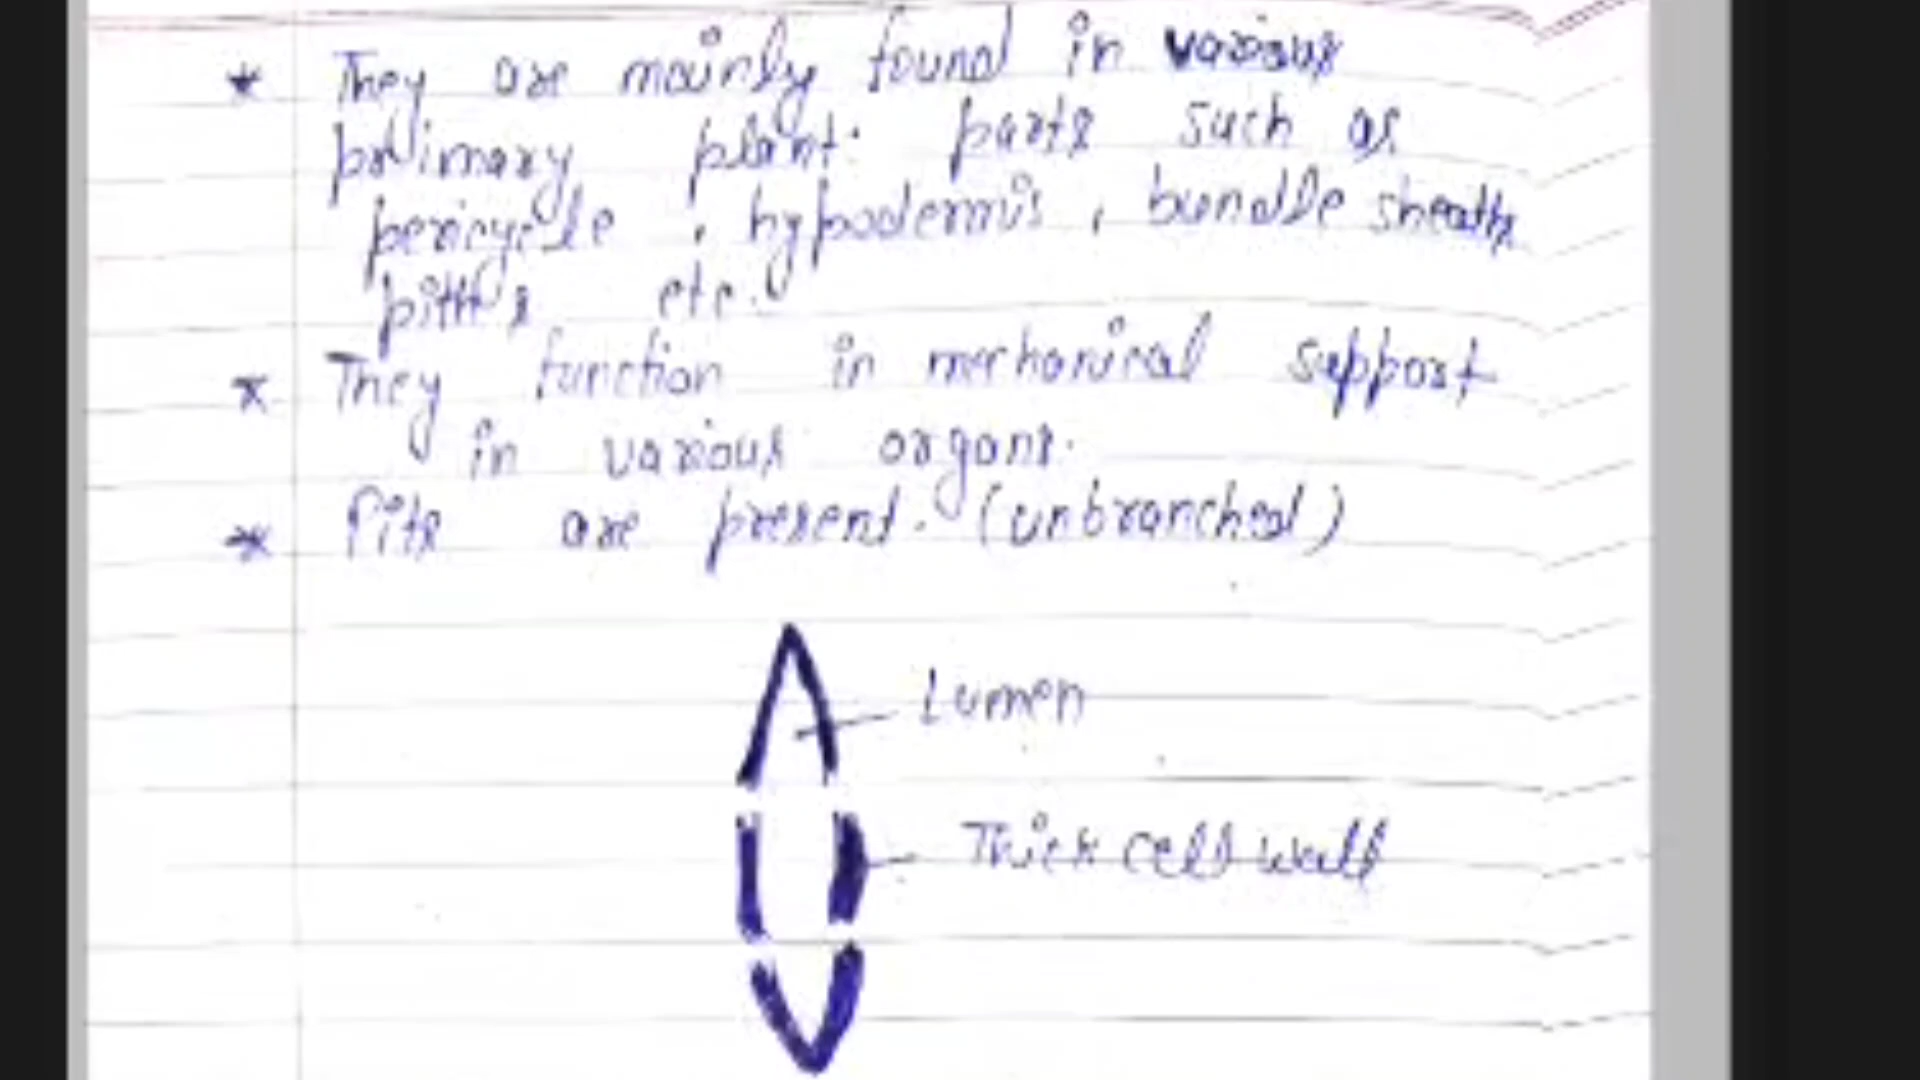 * They are mainly found in various
primary plant parts such as
pericycle , hypodermis , bundle sheath
piths etc.
* They function in mechanical support
in various organs.
* Pits are present. (unbranched)
Lumen
Thick cell wall